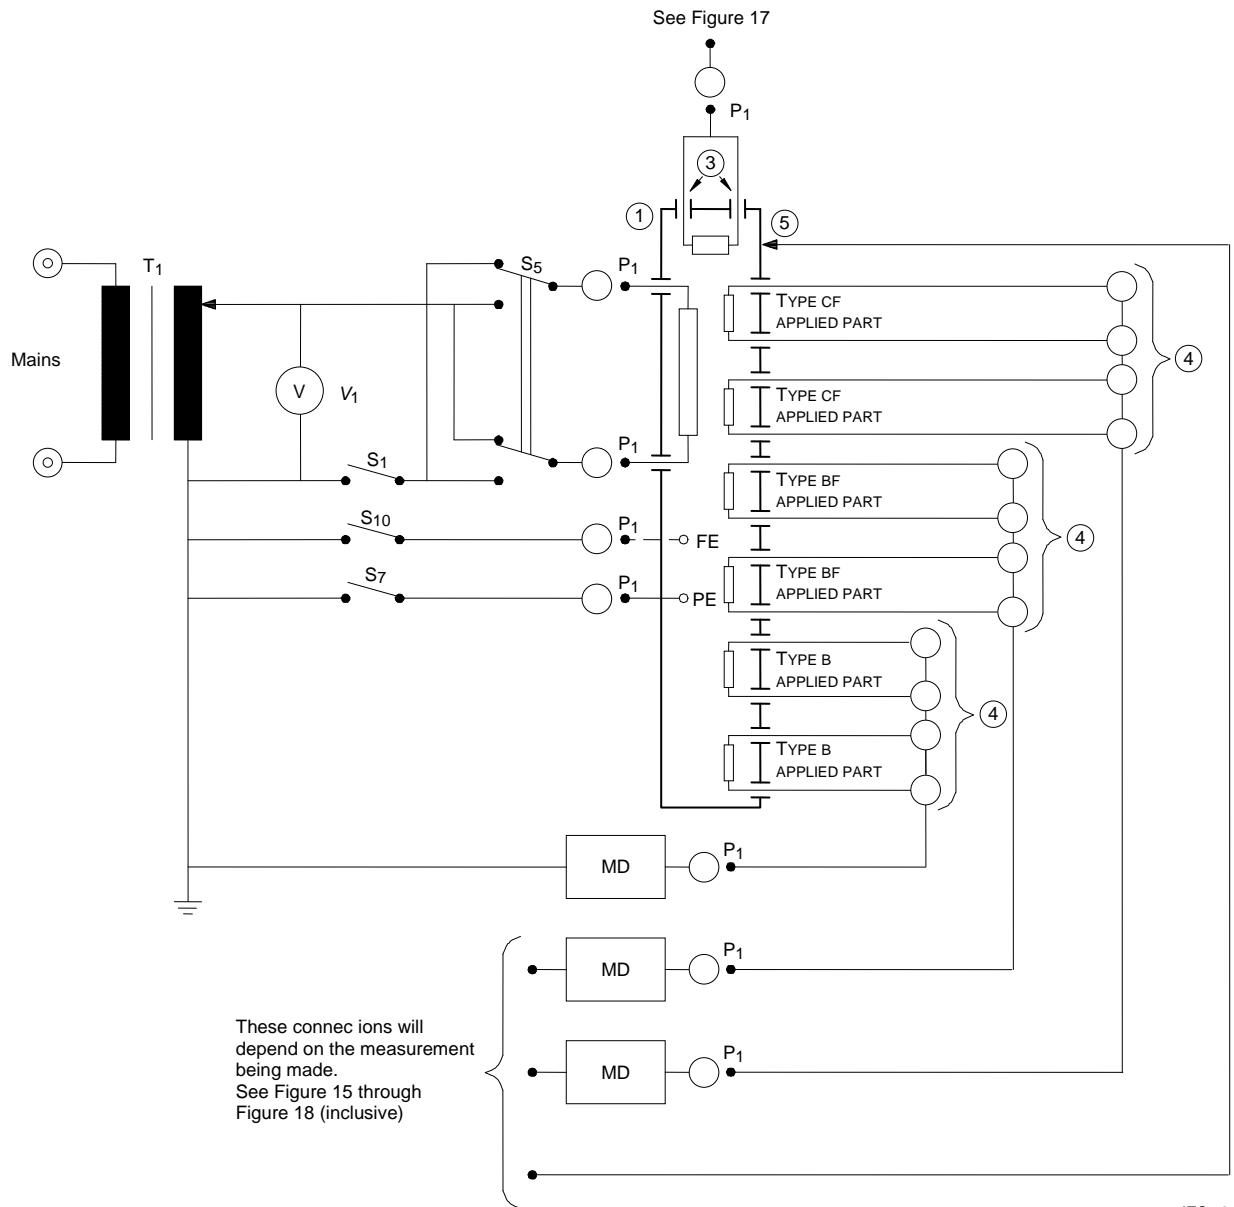 See Figure 17
P1
3
1
5
T1
S5
P1
TYPE CF
APPLIED PART
4
Mains
V
V1
TYPE CF
APPLIED PART
P1
S1
TYPE BF
APPLIED PART
S10
P1
FE
4
TYPE BF
APPLIED PART
S7
P1
PE
TYPE B
APPLIED PART
4
TYPE B
APPLIED PART
MD
P1
MD
P1
These connec ions will
depend on the measurement
being made.
See Figure 15 through
Figure 18 (inclusive)
MD
P1